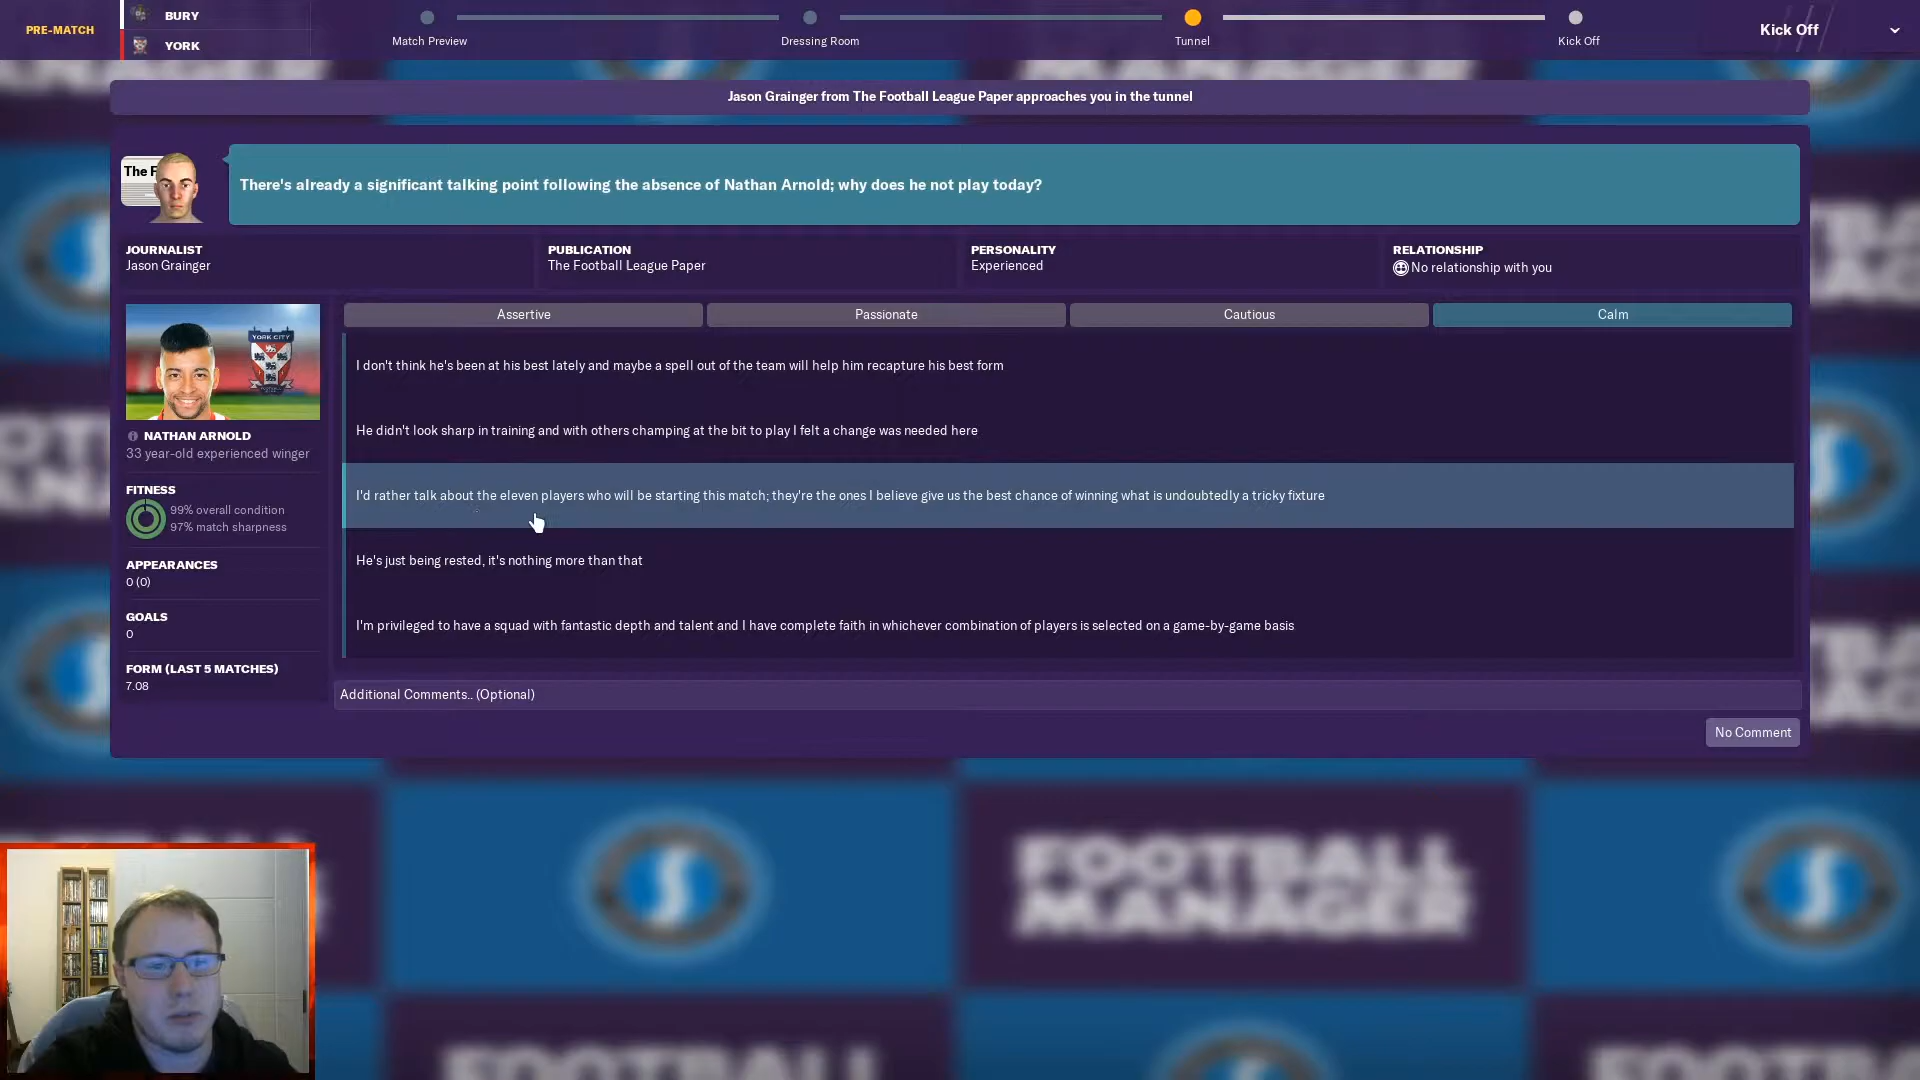 PRE-MATCH
BURY
YORK
Match Preview
Dressing Room
Tunnel
Kick Off
Kick Off
Jason Grainger from The Football League Paper approaches you in the tunnel
The F
There's already a significant talking point following the absence of Nathan Arnold; why does he not play today?
JOURNALIST
Jason Grainger
PUBLICATION
The Football League Paper
PERSONALITY
Experienced
RELATIONSHIP
No relationship with you
Assertive
Passionate
Cautious
Calm
YORK CITY
NATHAN ARNOLD
33 year-old experienced winger
FITNESS
99% overall condition
97% match sharpness
APPEARANCES
0 (0)
GOALS
0
FORM (LAST 5 MATCHES)
7.08
I don't think he's been at his best lately and maybe a spell out of the team will help him recapture his best form
He didn't look sharp in training and with others champing at the bit to play I felt a change was needed here
I'd rather talk about the eleven players who will be starting this match; they're the ones I believe give us the best chance of winning what is undoubtedly a tricky fixture
He's just being rested, it's nothing more than that
I'm privileged to have a squad with fantastic depth and talent and I have complete faith in whichever combination of players is selected on a game-by-game basis
Additional Comments.. (Optional)
No Comment
FOOTBALL
MANAGER